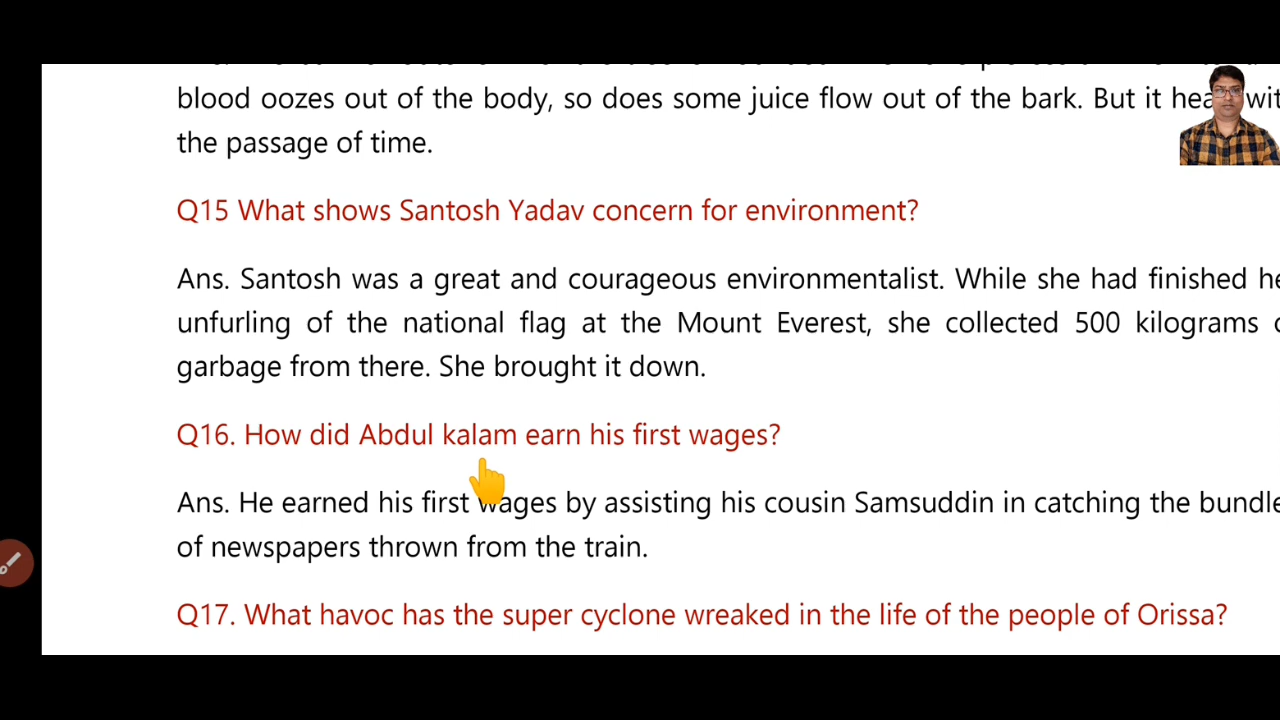 blood oozes out of the body, so does some juice flow out of the bark. But it
the passage of time.
Q15 What shows Santosh Yadav concern for environment?
Ans. Santosh was a great and courageous environmentalist. While she had finished
unfurling of the national flag at the Mount Everest, she collected 500 kilograms
garbage from there. She brought it down.
Q16. How did Abdul kalam earn his first wages?
Ans. He earned his first wages by assisting his cousin Samsuddin in catching the
of newspapers thrown from the train.
Q17. What havoc has the super cyclone wreaked in the life of the people of Orissa?